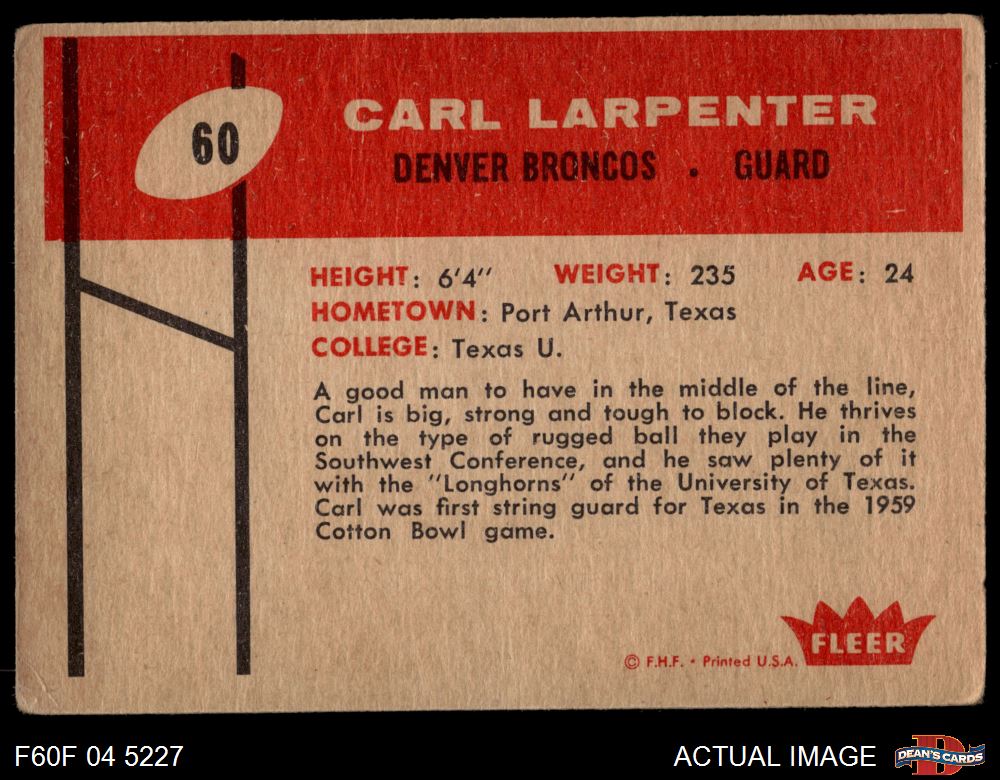 60
CARL LARPENTER
DENVER BRONCOS . GUARD
HEIGHT: 6'4'' WEIGHT: 235 AGE: 24
HOMETOWN: Port Arthur, Texas
COLLEGE: Texas U.
A good man to have in the middle of the line,
Carl is big, strong and tough to block. He thrives
on the type of rugged ball they play in the
Southwest Conference, and he saw plenty of it
with the ''Longhorns'' of the University of Texas.
Carl was first string guard for Texas in the 1959
Cotton Bowl game.
FLEER
© F.H.F. • Printed U.S.A.
F60F 04 5227
ACTUAL IMAGE
D
DEAN'S CARDS